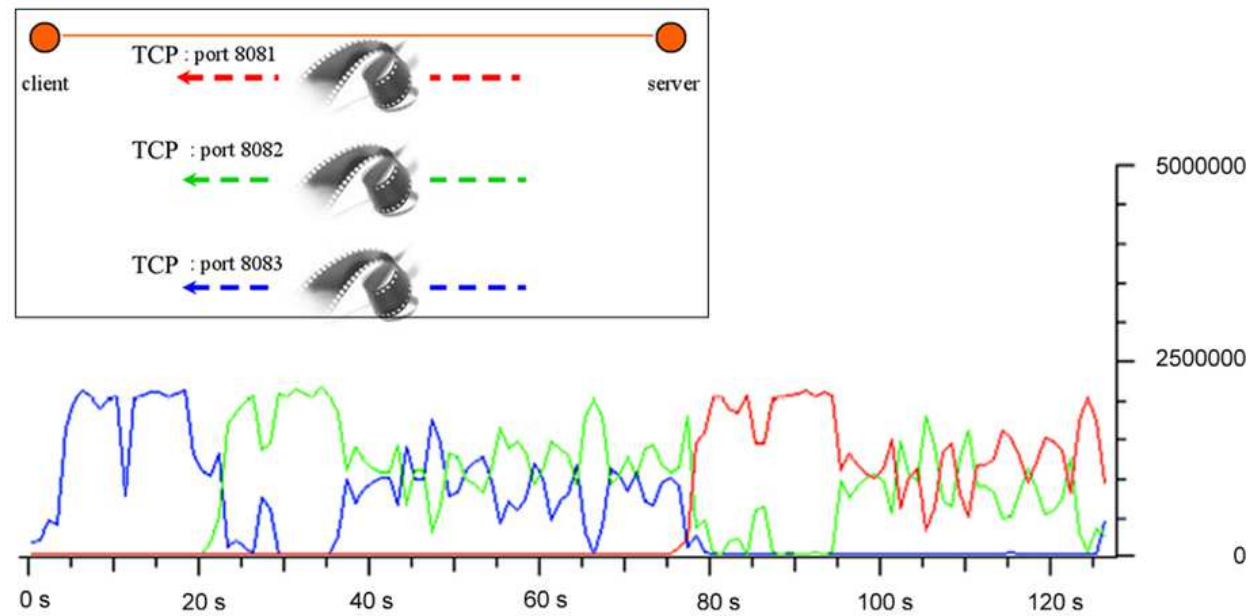 TCP : port 8081
client
server
TCP : port 8082
TCP : port 8083
5000000
2500000
0
0 s 20 s 40 s 60 s 80 s 100 s 120 s